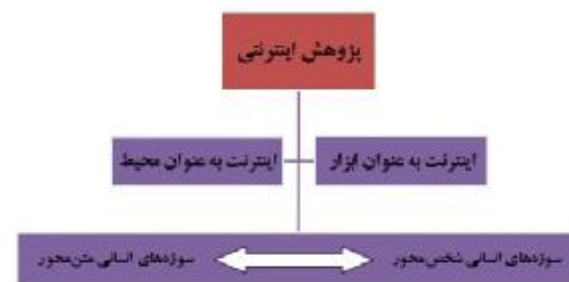 پژوهش اینترنتی
اینترنت به عنوان ابزار
اینترنت به عنوان محیط
سوژه‌های انسانی شخص‌محور
سوژه‌های انسانی متن‌محور